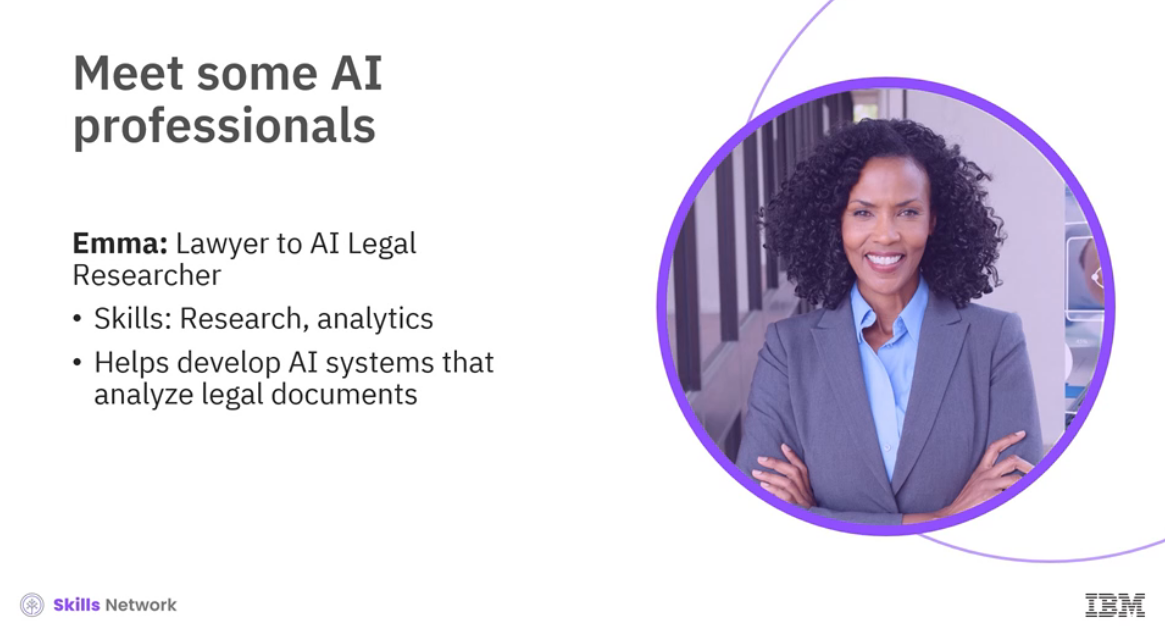 Meet some AI
professionals
Emma: Lawyer to AI Legal
Researcher
• Skills: Research, analytics
• Helps develop AI systems that
analyze legal documents
Skills Network
IBM